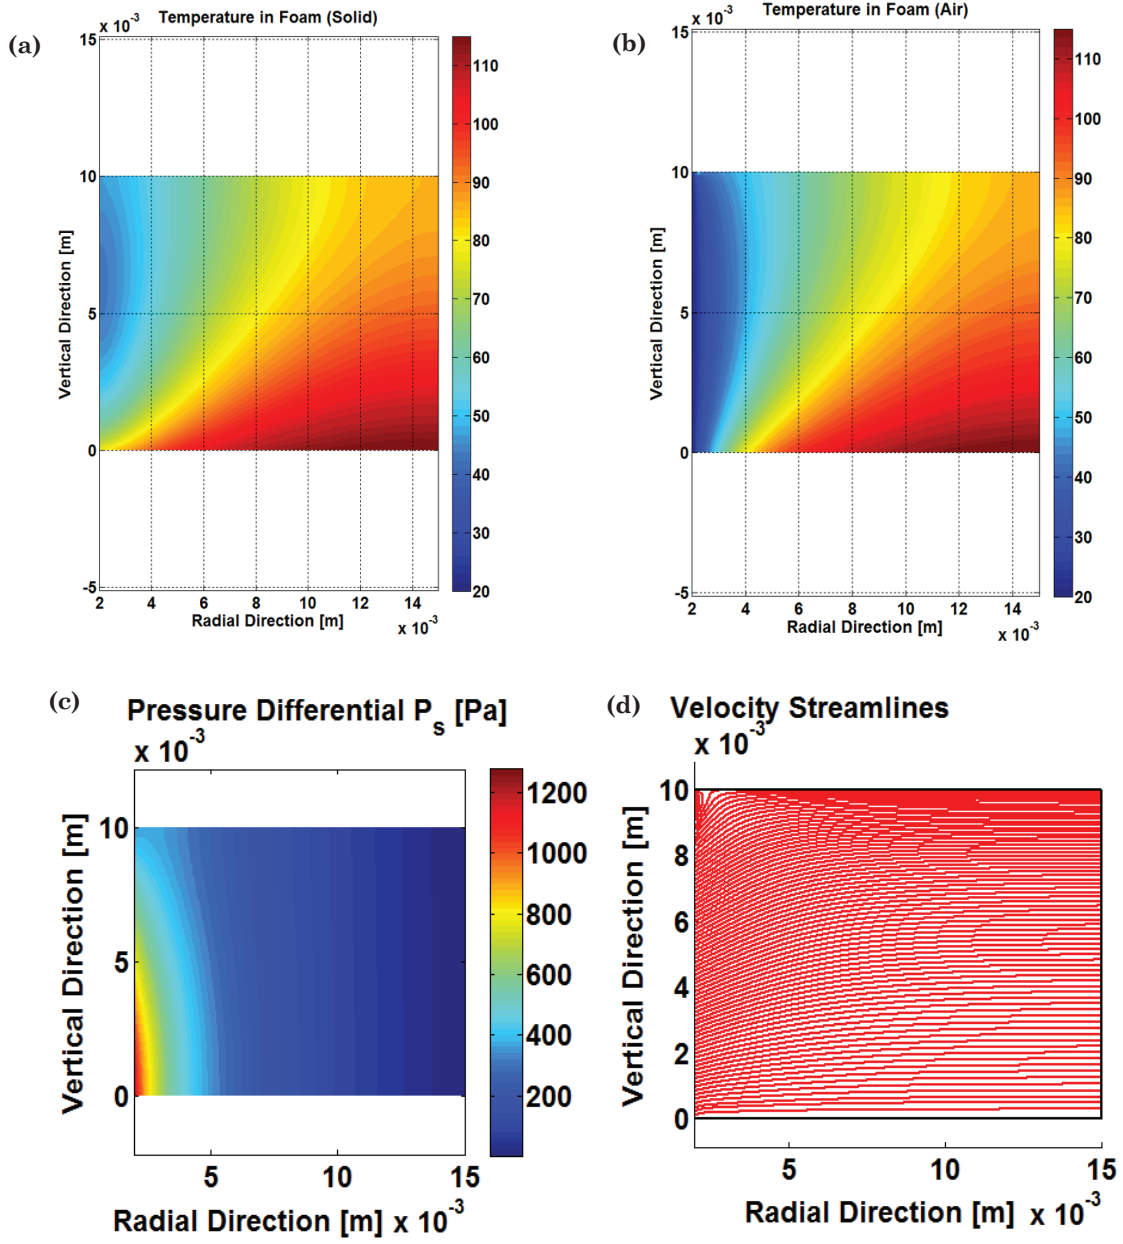 (a)
x 10⁻³
Temperature in Foam (Solid)
15
10
5
0
-5
Vertical Direction [m]
2 4 6 8 10 12 14
Radial Direction [m]
x 10⁻³
110
100
90
80
70
60
50
40
30
20
(b)
x 10⁻³
Temperature in Foam (Air)
15
10
5
0
-5
Vertical Direction [m]
2 4 6 8 10 12 14
Radial Direction [m]
x 10⁻³
110
100
90
80
70
60
50
40
30
20
(c)
Pressure Differential P_s [Pa]
x 10⁻³
10
5
0
Vertical Direction [m]
5 10 15
Radial Direction [m] x 10⁻³
1200
1000
800
600
400
200
(d)
Velocity Streamlines
x 10⁻³
10
8
6
4
2
0
Vertical Direction [m]
5 10 15
Radial Direction [m] x 10⁻³